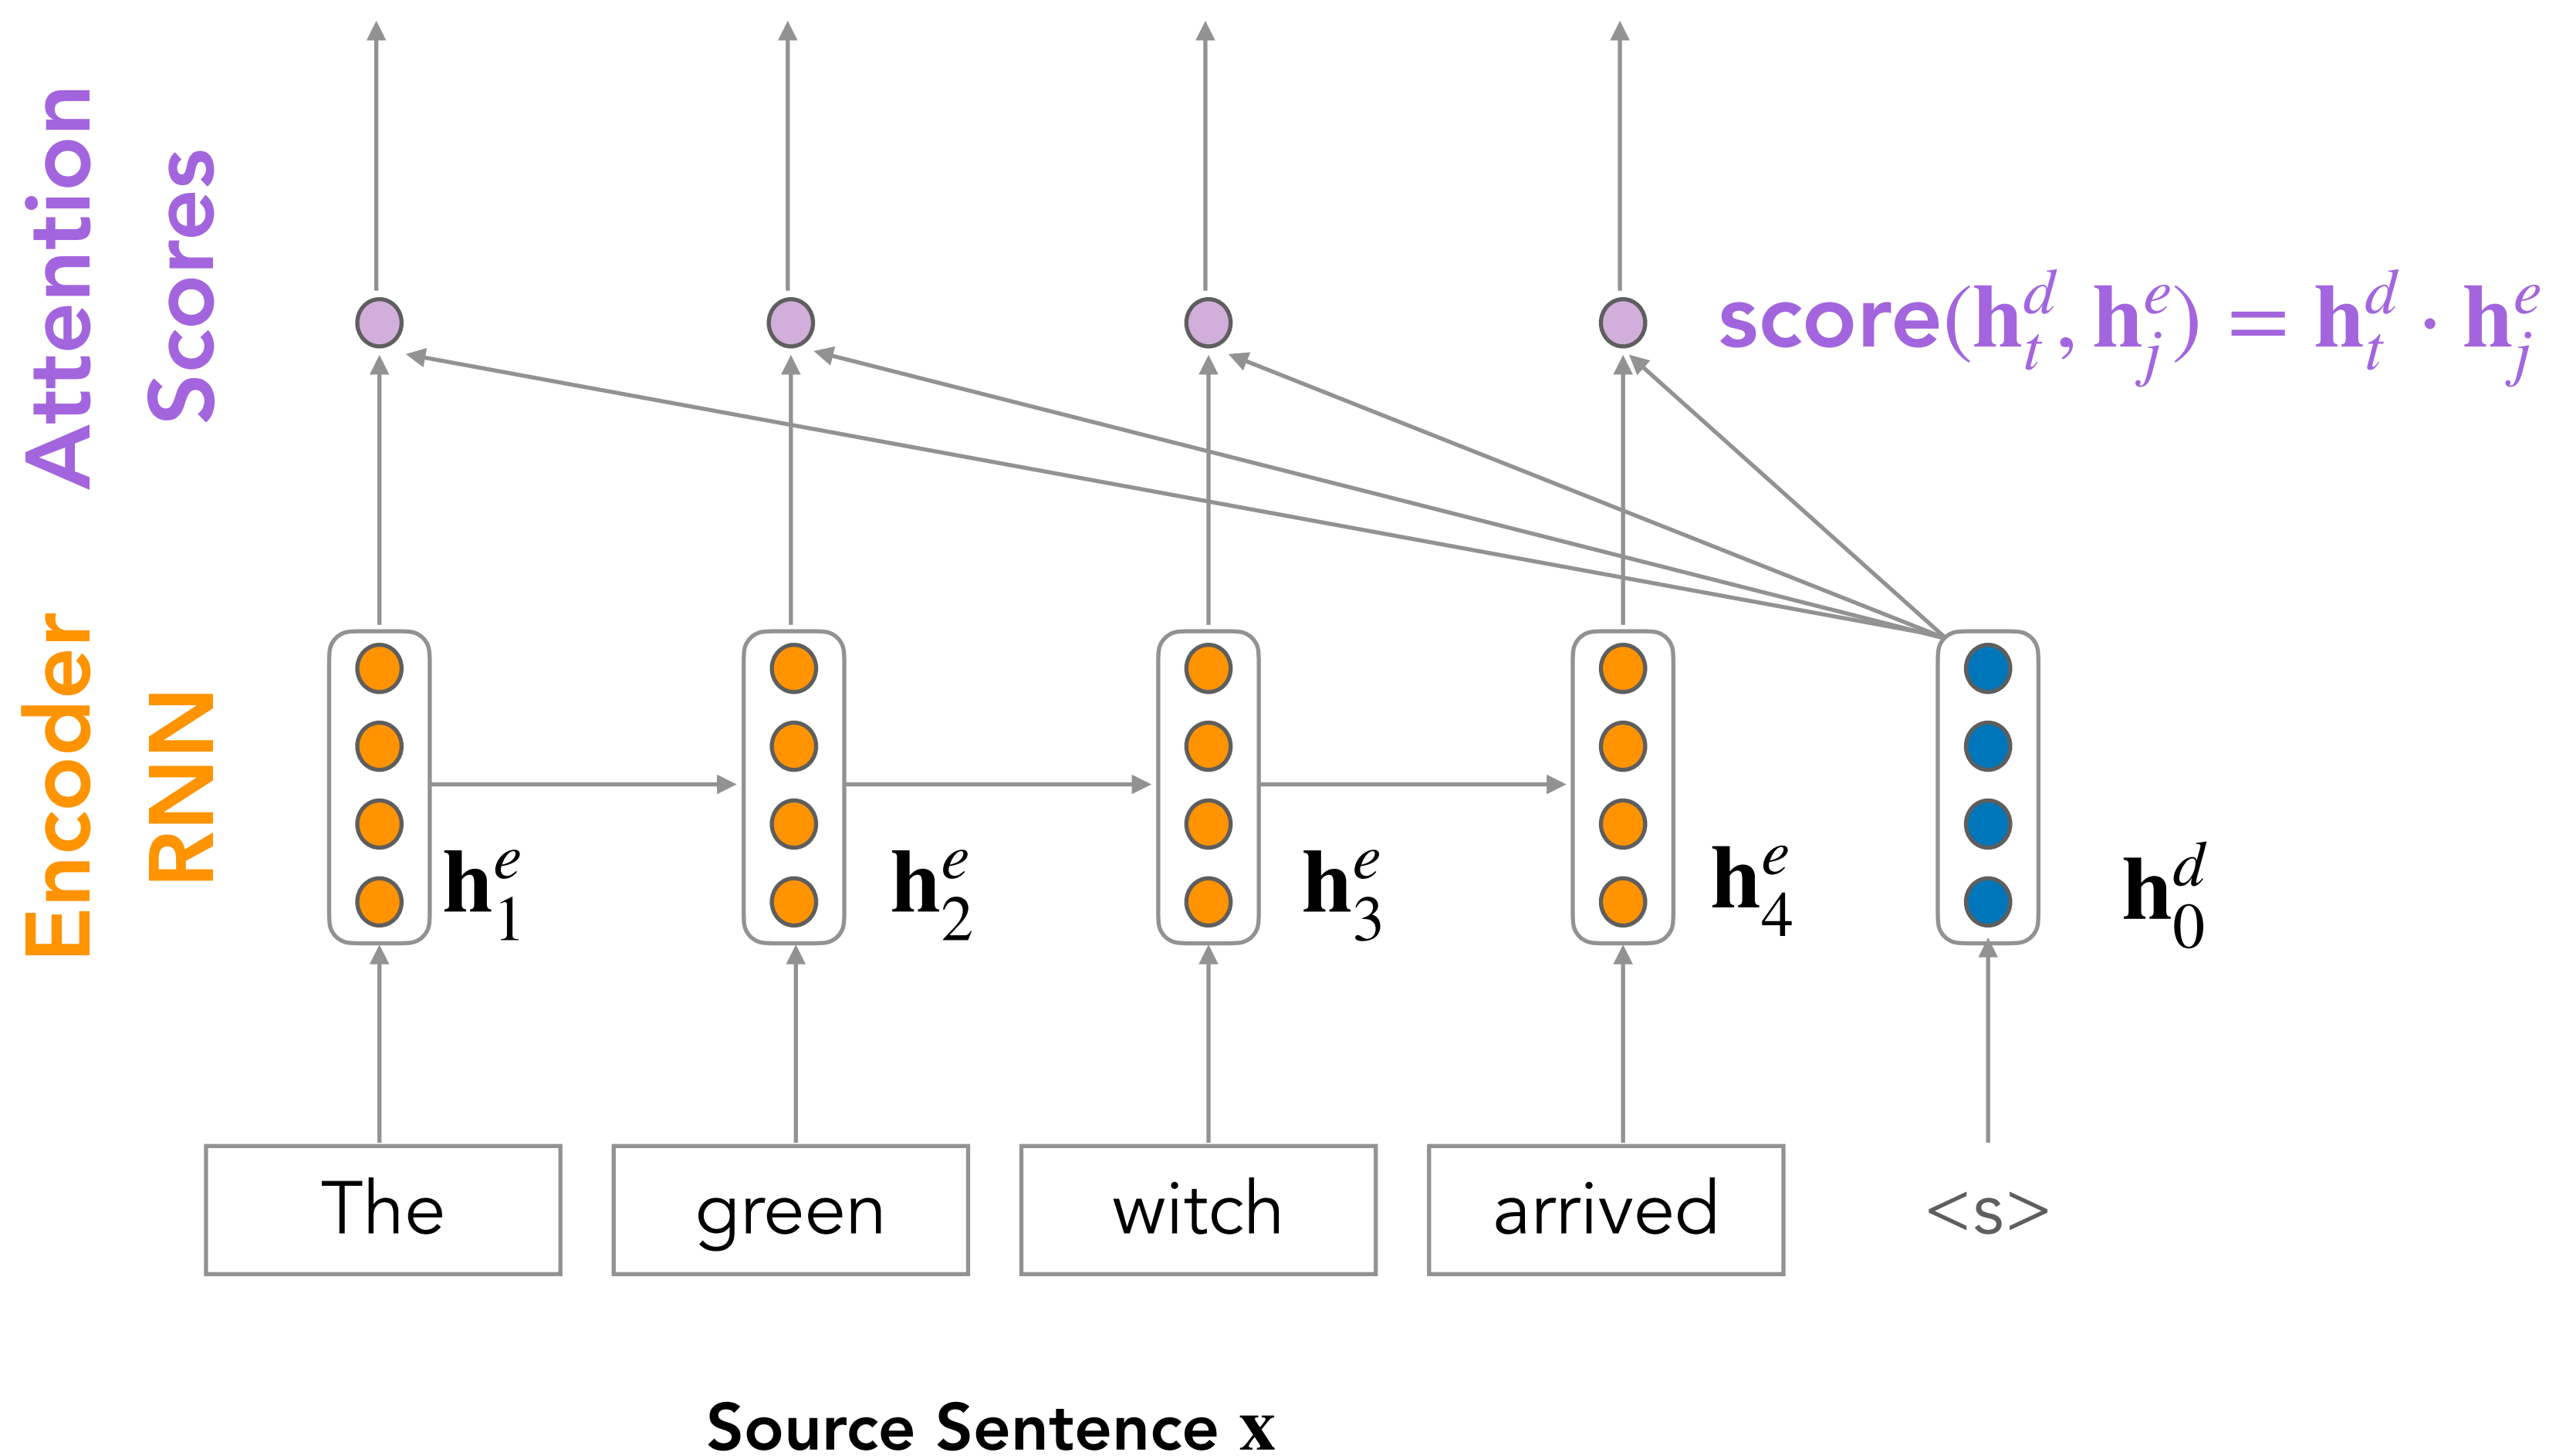 Attention
Scores
score(h_t^d, h_j^e) = h_t^d · h_j^e
Encoder
RNN
h_1^e
h_2^e
h_3^e
h_4^e
h_0^d
The
green
witch
arrived
<s>
Source Sentence x